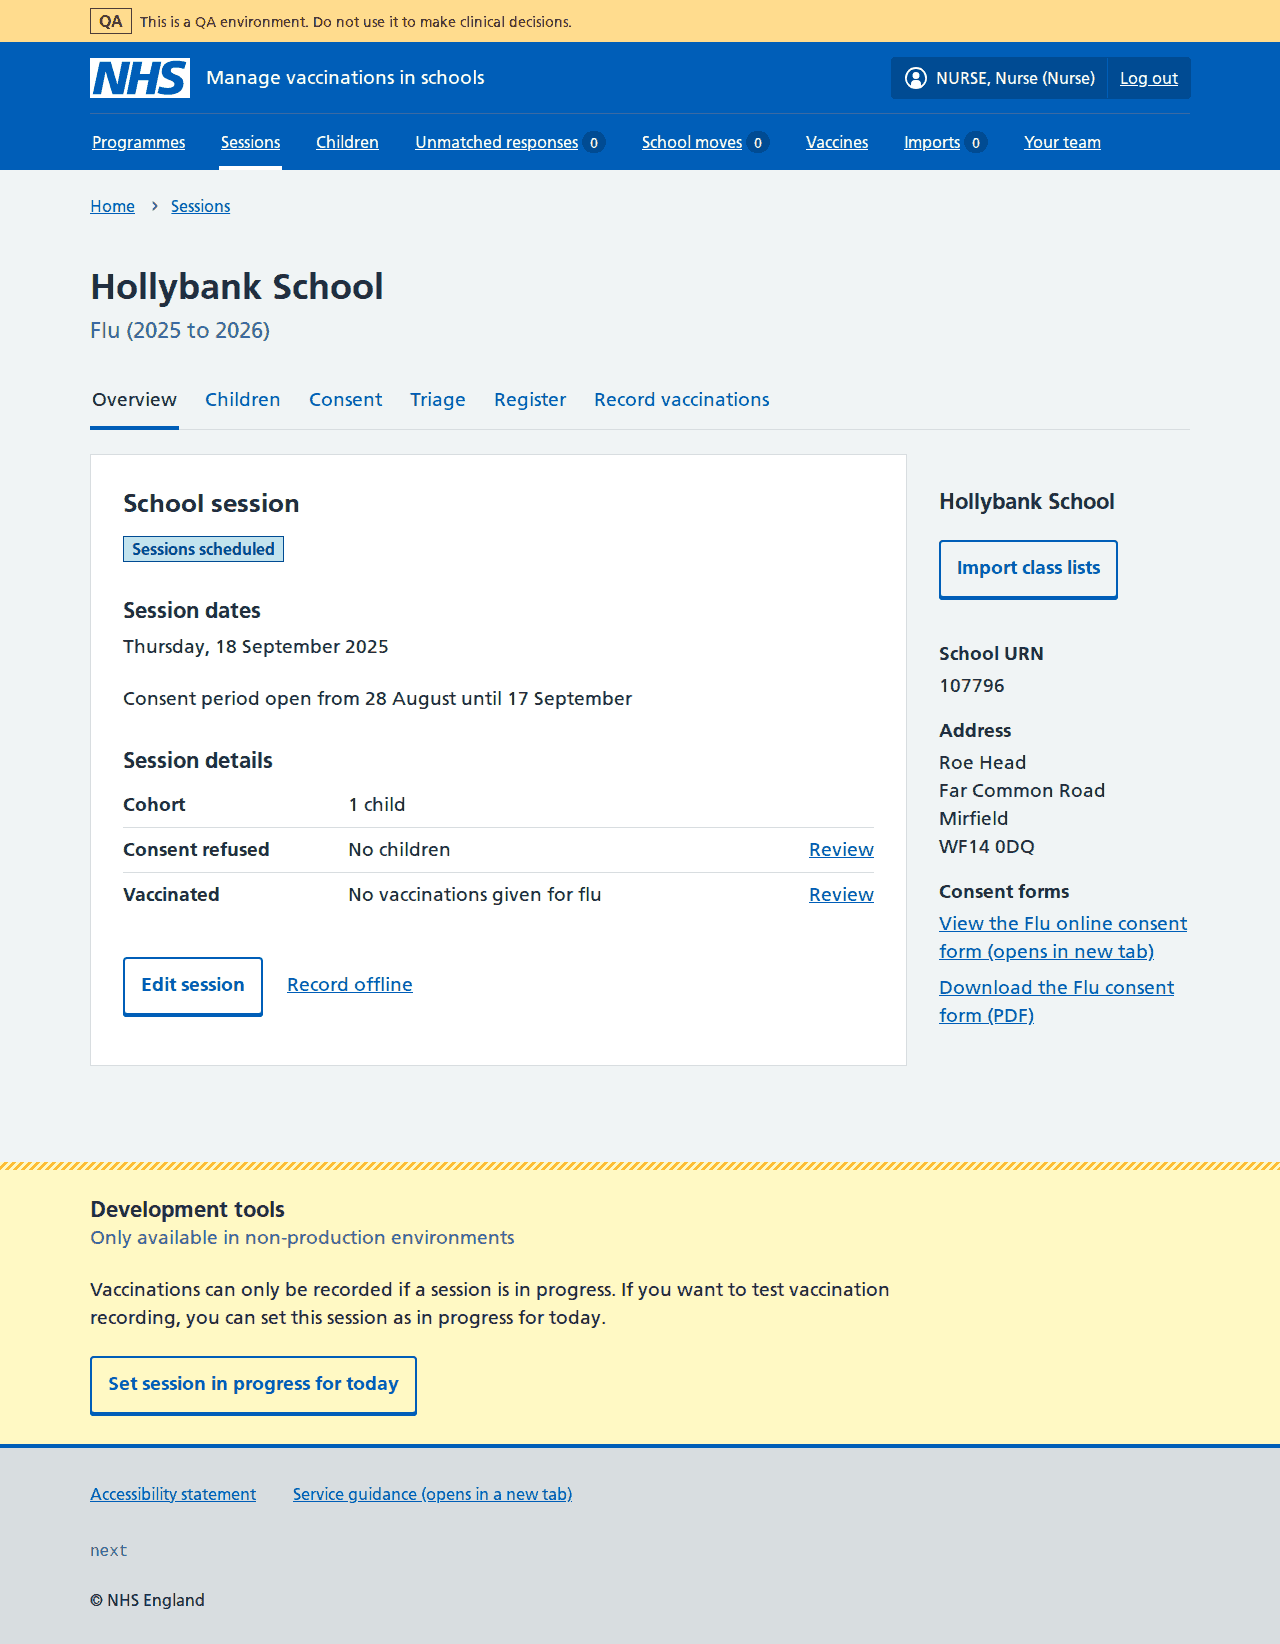 QA This is a QA environment. Do not use it to make clinical decisions.
NHS Manage vaccinations in schools NURSE, Nurse (Nurse) Log out
Programmes Sessions Children Unmatched responses 0 School moves 0 Vaccines Imports 0 Your team
Home › Sessions
Hollybank School
Flu (2025 to 2026)
Overview Children Consent Triage Register Record vaccinations
School session
Sessions scheduled
Session dates
Thursday, 18 September 2025
Consent period open from 28 August until 17 September
Session details
Cohort 1 child
Consent refused No children Review
Vaccinated No vaccinations given for flu Review
Edit session Record offline
Hollybank School
Import class lists
School URN
107796
Address
Roe Head
Far Common Road
Mirfield
WF14 0DQ
Consent forms
View the Flu online consent
form (opens in new tab)
Download the Flu consent
form (PDF)
Development tools
Only available in non-production environments
Vaccinations can only be recorded if a session is in progress. If you want to test vaccination
recording, you can set this session as in progress for today.
Set session in progress for today
Accessibility statement Service guidance (opens in a new tab)
next
© NHS England